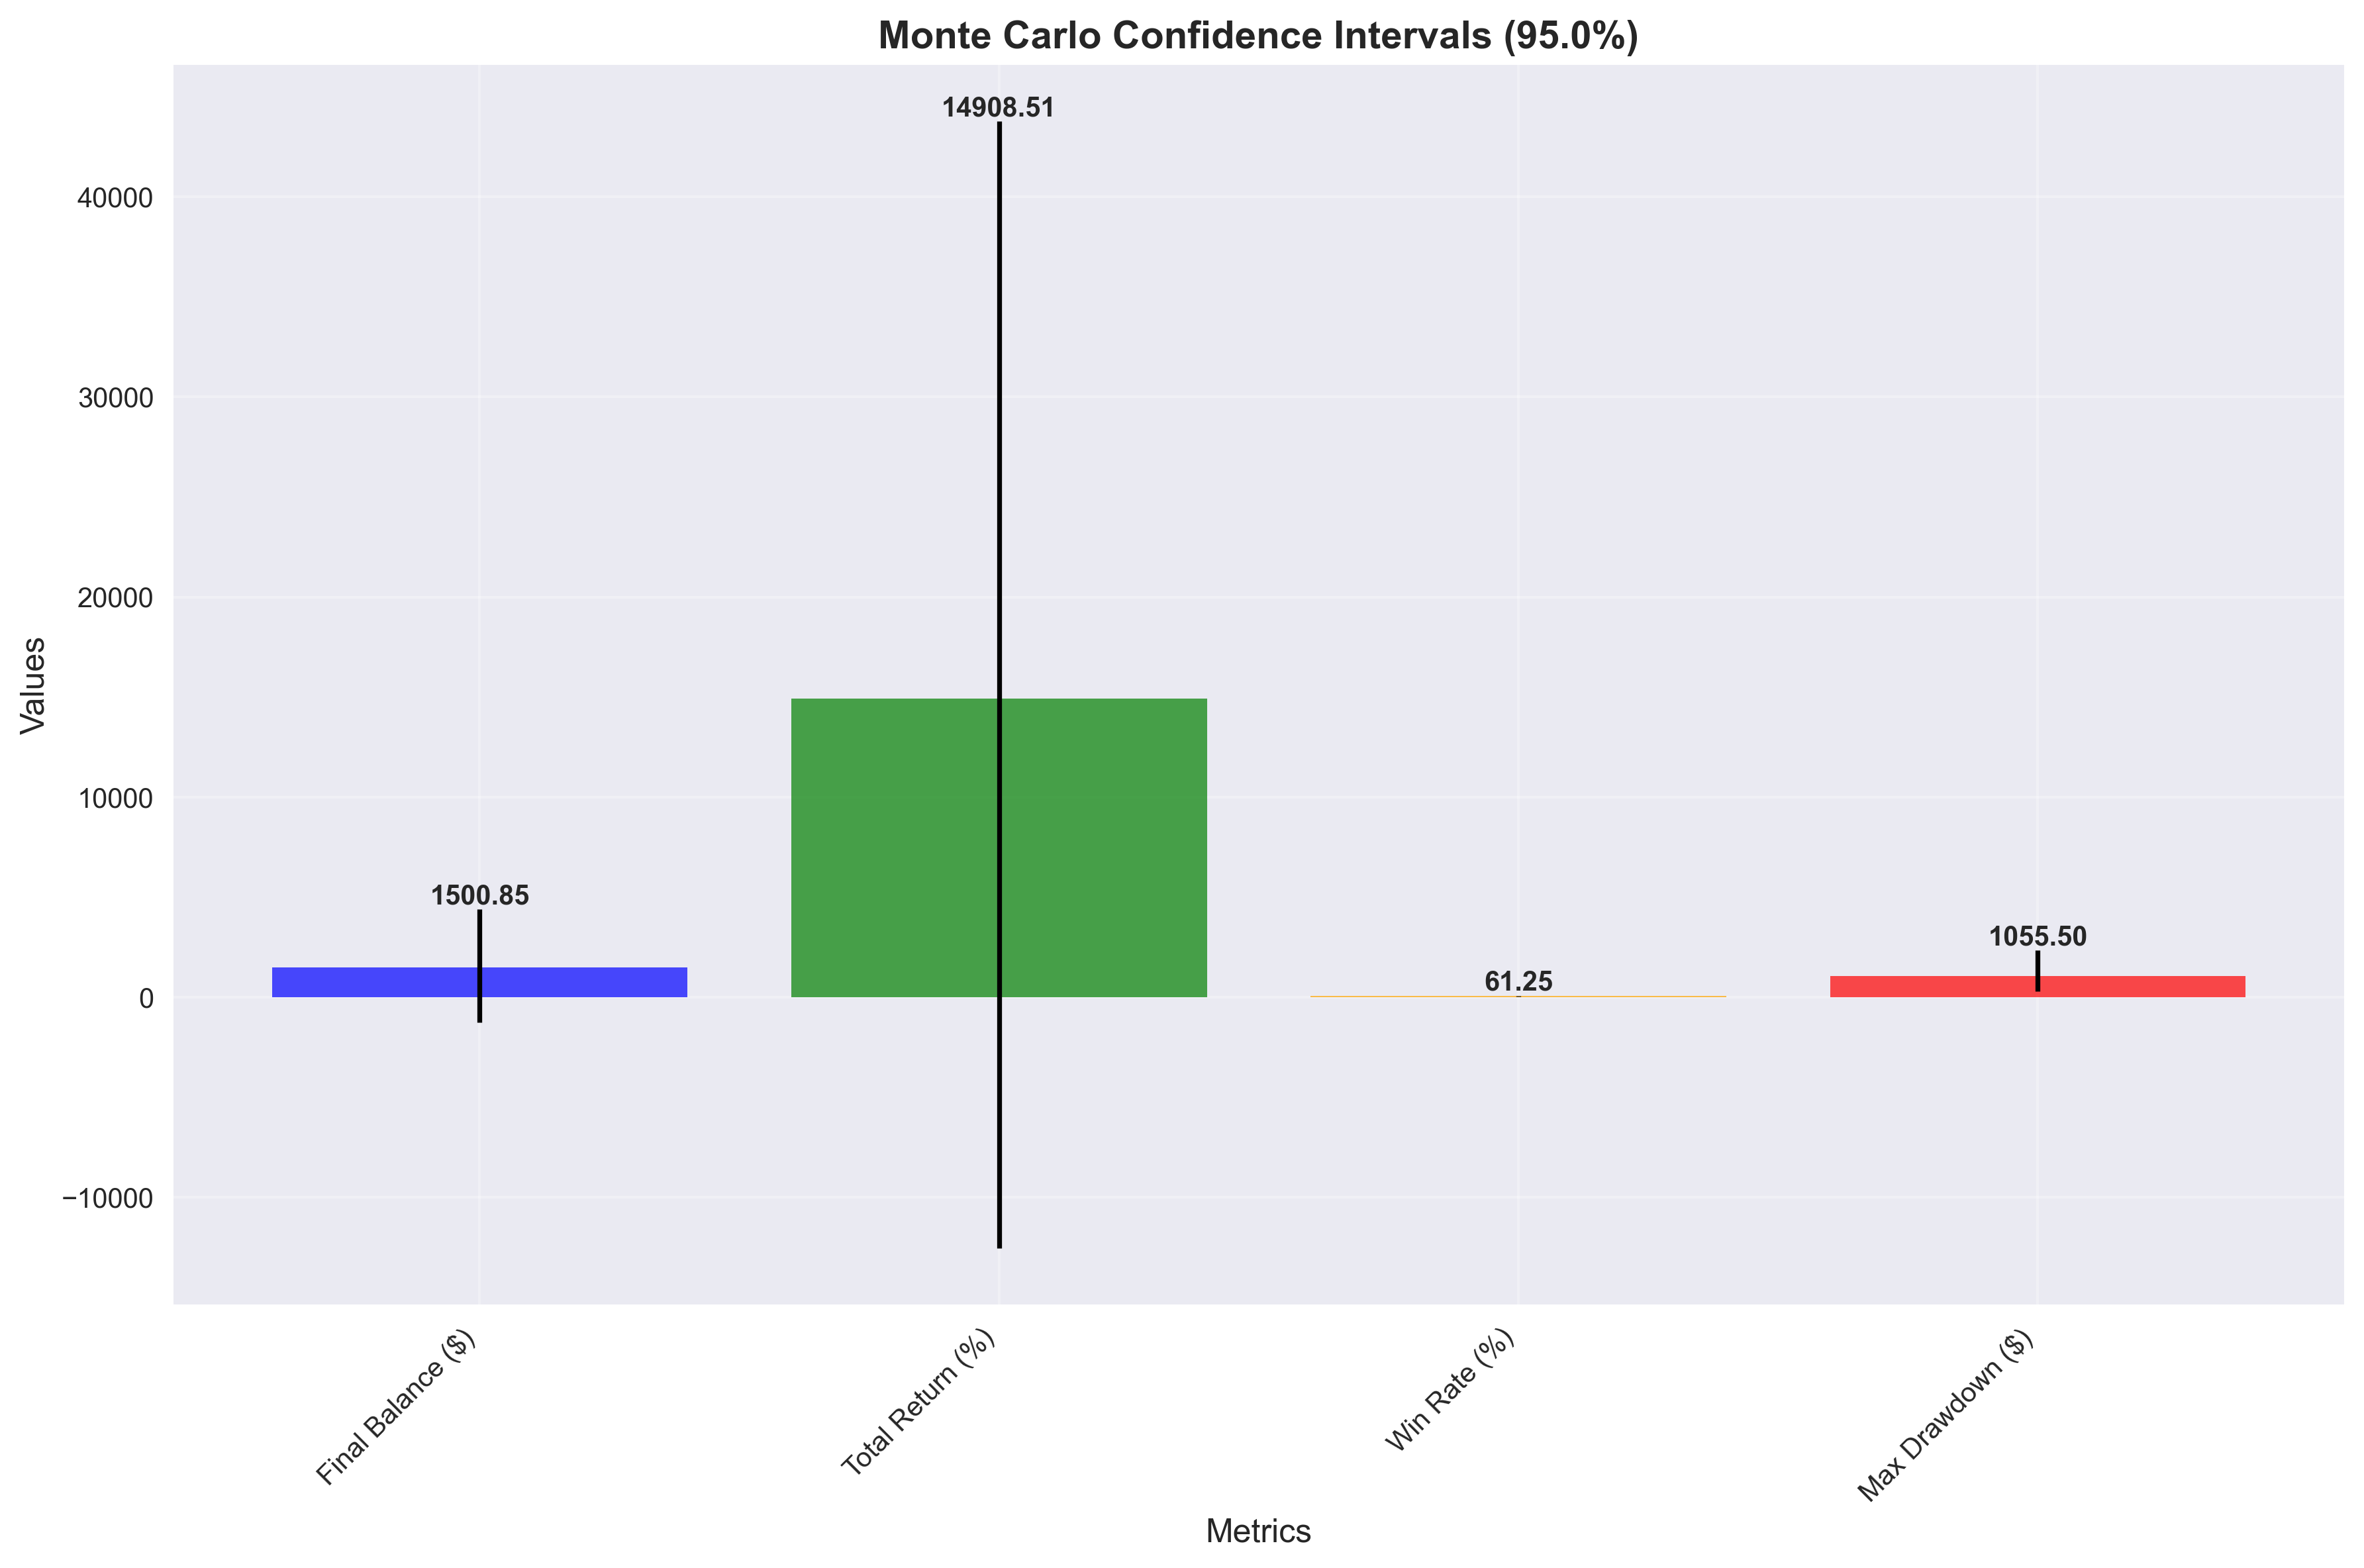 Monte Carlo Confidence Intervals (95.0%)
14908.51
40000
30000
20000
Values
10000
1500.85
1055.50
61.25
0
−10000
Final Balance ($)
Total Return (%)
Win Rate (%)
Max Drawdown ($)
Metrics